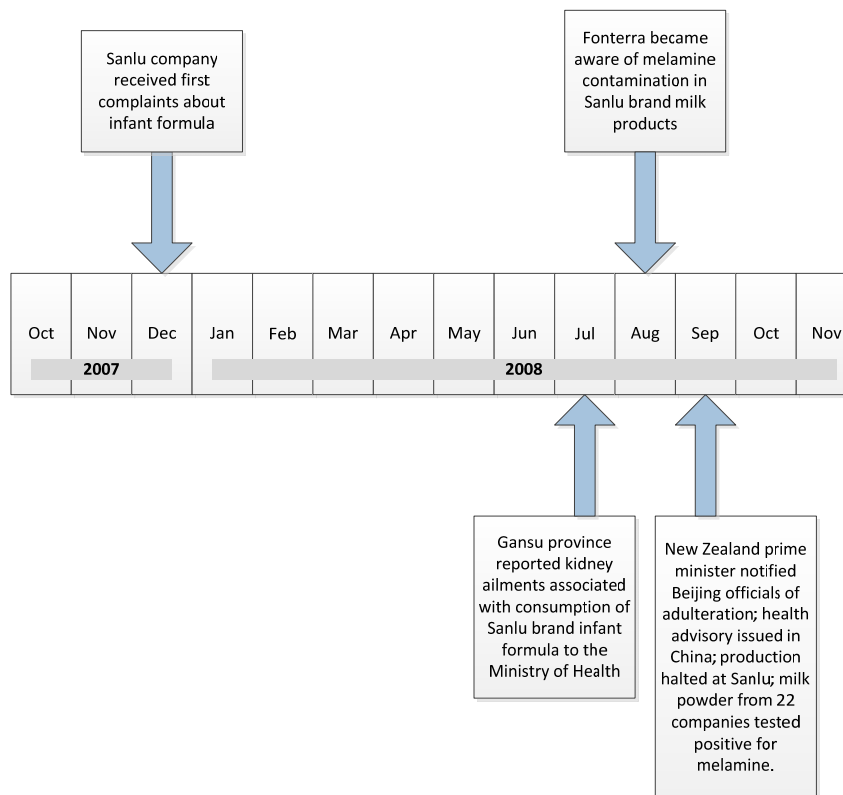 Sanlu company
received first
complaints about
infant formula
Fonterra became
aware of melamine
contamination in
Sanlu brand milk
products
Oct Nov Dec Jan Feb Mar Apr May Jun Jul Aug Sep Oct Nov
2007 2008
Gansu province
reported kidney
ailments associated
with consumption of
Sanlu brand infant
formula to the
Ministry of Health
New Zealand prime
minister notified
Beijing officials of
adulteration; health
advisory issued in
China; production
halted at Sanlu; milk
powder from 22
companies tested
positive for
melamine.